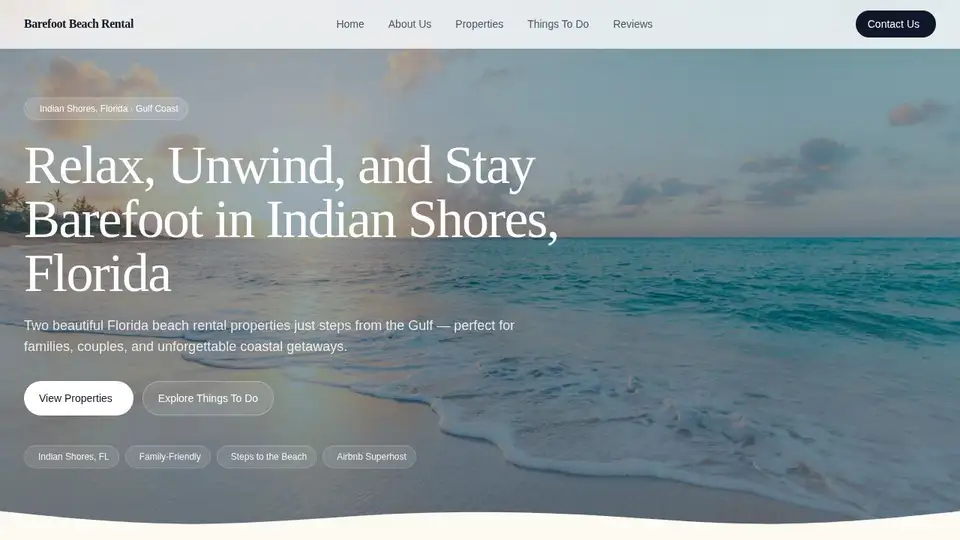 Barefoot Beach Rental
Home
About Us
Properties
Things To Do
Reviews
Contact Us
Indian Shores, Florida · Gulf Coast
Relax, Unwind, and Stay
Barefoot in Indian Shores,
Florida
Two beautiful Florida beach rental properties just steps from the Gulf — perfect for
families, couples, and unforgettable coastal getaways.
View Properties
Explore Things To Do
Indian Shores, FL
Family-Friendly
Steps to the Beach
Airbnb Superhost